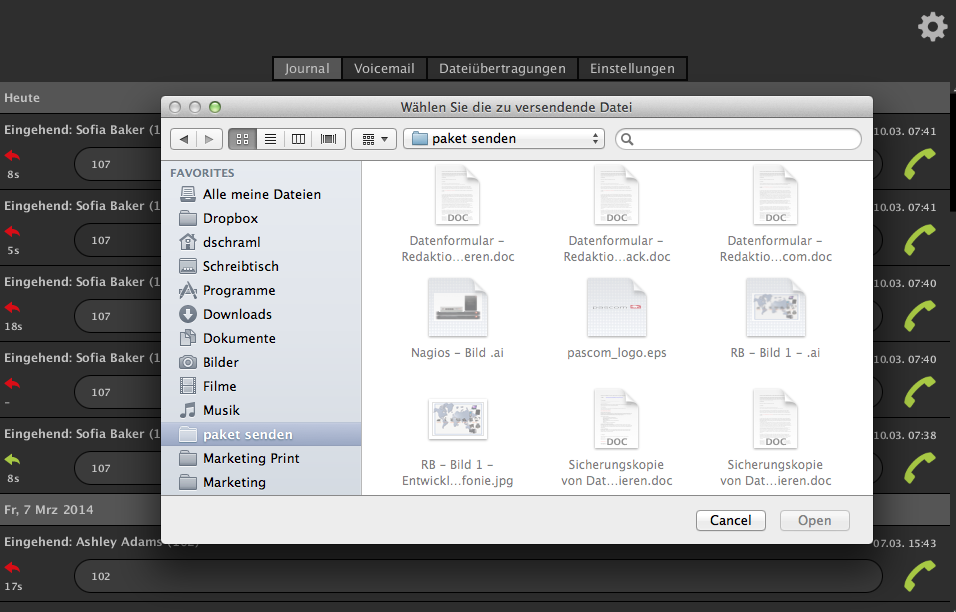 Journal
Voicemail
Dateiübertragungen
Einstellungen
Heute
Wählen Sie die zu versendende Datei
paket senden
FAVORITES
Alle meine Dateien
Dropbox
dschraml
Schreibtisch
Programme
Downloads
Dokumente
Bilder
Filme
Musik
paket senden
Marketing Print
Marketing
DOC
DOC
DOC
Datenformular –
Redaktio...eren.doc
Datenformular –
Redaktio...ack.doc
Datenformular –
Redaktio...com.doc
Nagios – Bild .ai
pascom_logo.eps
RB – Bild 1 – .ai
DOC
DOC
RB – Bild 1 –
Entwickl...fonie.jpg
Sicherungskopie
von Dat...ieren.doc
Sicherungskopie
von Dat...ieren.doc
Cancel
Open
Eingehend: Sofia Baker (1
10.03. 07:41
107
8s
Eingehend: Sofia Baker (1
10.03. 07:41
107
5s
Eingehend: Sofia Baker (1
10.03. 07:40
107
18s
Eingehend: Sofia Baker (1
10.03. 07:40
107
–
Eingehend: Sofia Baker (1
10.03. 07:38
107
8s
Fr, 7 Mrz 2014
Eingehend: Ashley Adams (102)
07.03. 15:43
102
17s